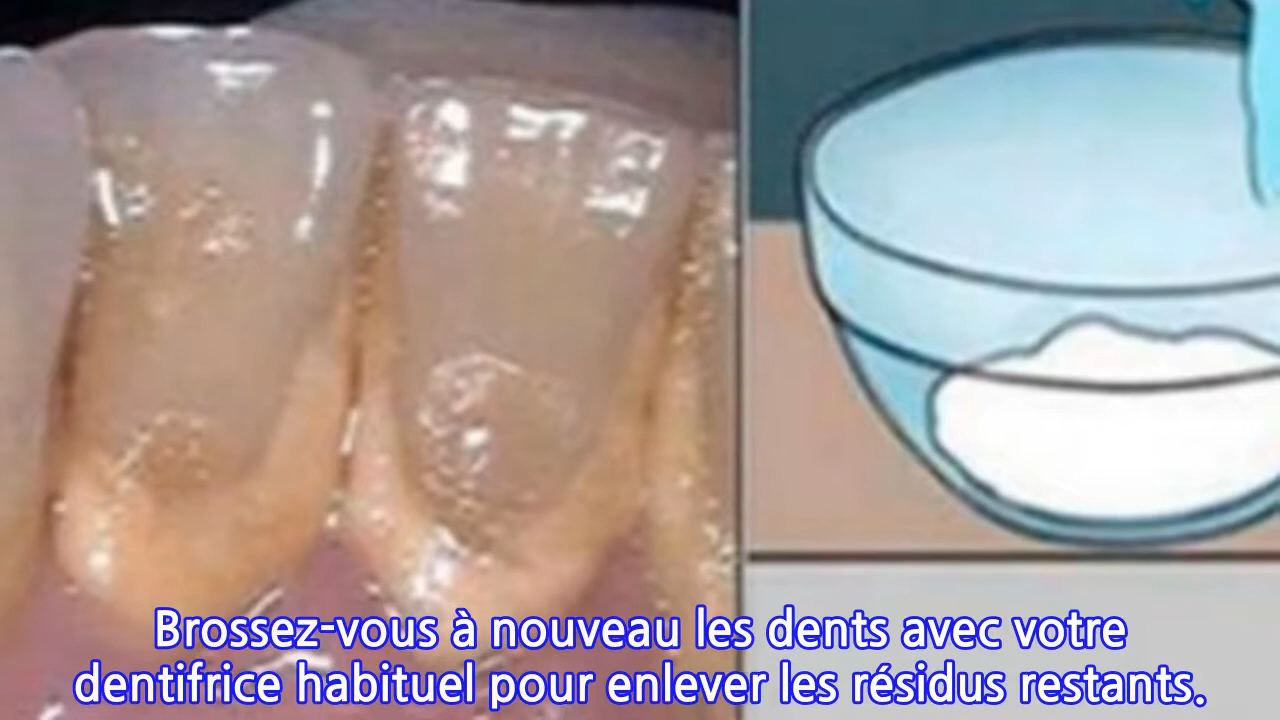 Brossez-vous à nouveau les dents avec votre
dentifrice habituel pour enlever les résidus restants.